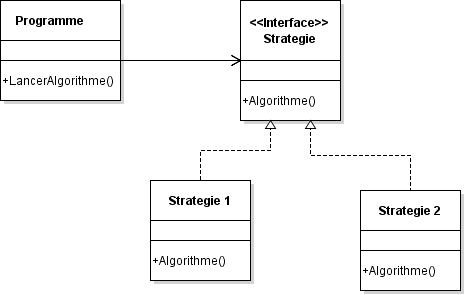 Programme
+LancerAlgorithme()
<<Interface>>
Strategie
+Algorithme()
Strategie 1
+Algorithme()
Strategie 2
+Algorithme()